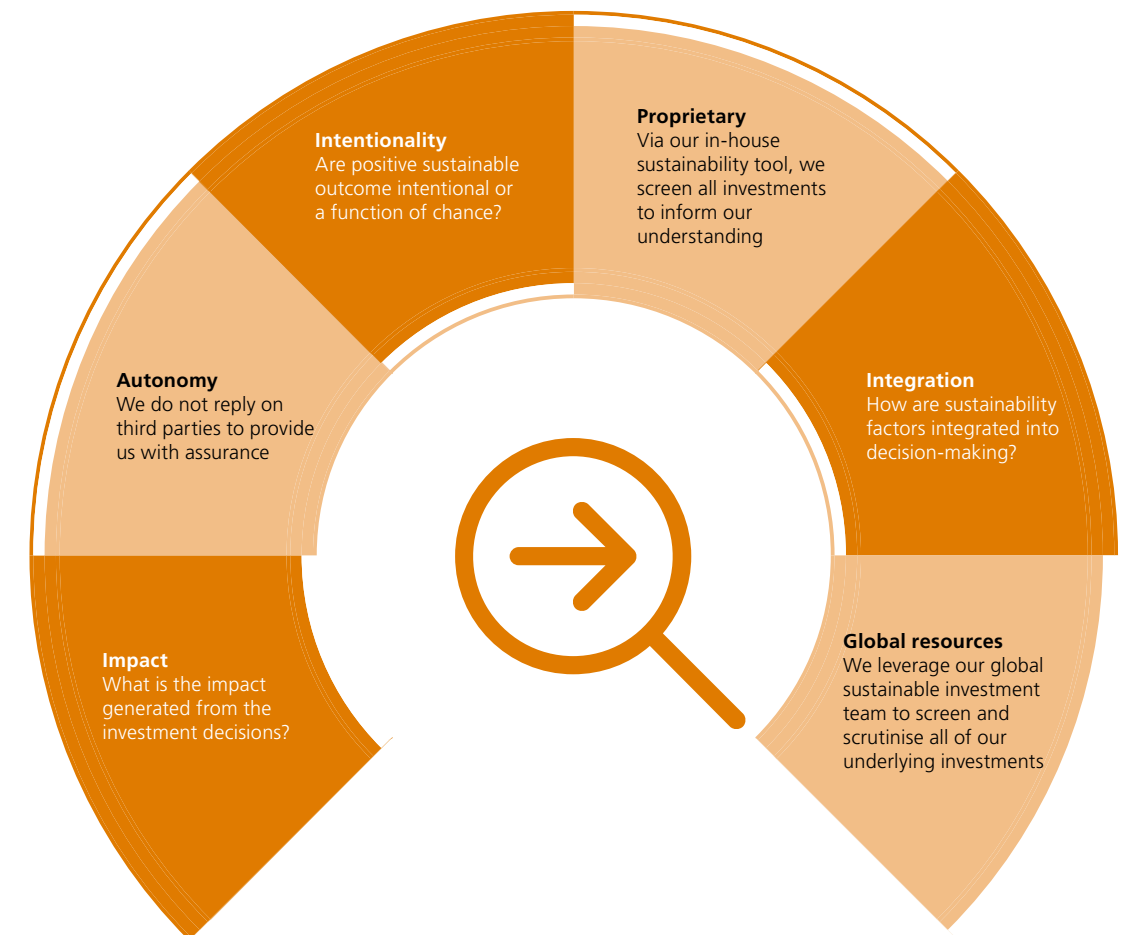 Intentionality
Are positive sustainable
outcome intentional or
a function of chance?
Proprietary
Via our in-house
sustainability tool, we
screen all investments
to inform our
understanding
Autonomy
We do not reply on
third parties to provide
us with assurance
Integration
How are sustainability
factors integrated into
decision-making?
Impact
What is the impact
generated from the
investment decisions?
Global resources
We leverage our global
sustainable investment
team to screen and
scrutinise all of our
underlying investments